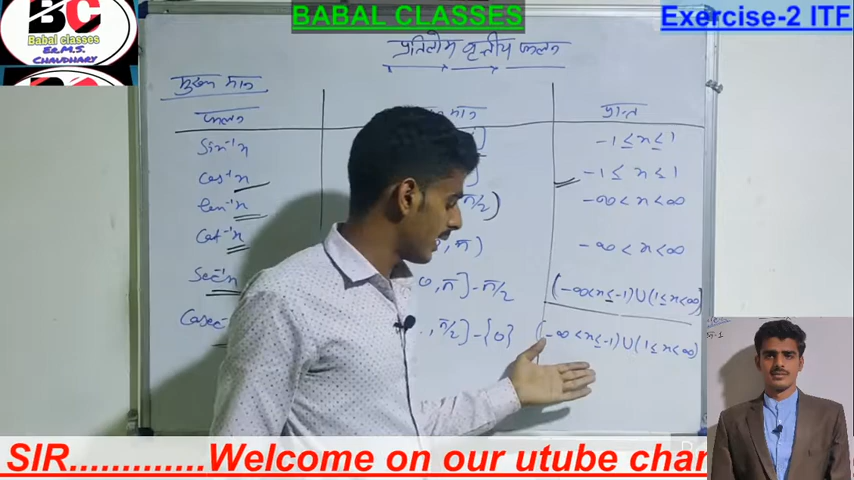 BABAL CLASSES
Exercise-2 ITF
BC
Babal classes
ER.M.S.
CHAUDHARY
प्रतिलोम वृत्तीय फलन
मुख्य मान
फलन मान प्रान्त
Sin⁻¹x ] -1≤x≤1
Cos⁻¹x ] -1≤x≤1
tan⁻¹x π/2) -∞<x<∞
Cot⁻¹x , π) -∞<x<∞
Sec⁻¹x 0,π]-π/2 (-∞<x≤-1)∪(1≤x<∞)
Cosec⁻ , π/2]-{0} (-∞<x≤-1)∪(1≤x<∞)
SIR.............Welcome on our utube chan